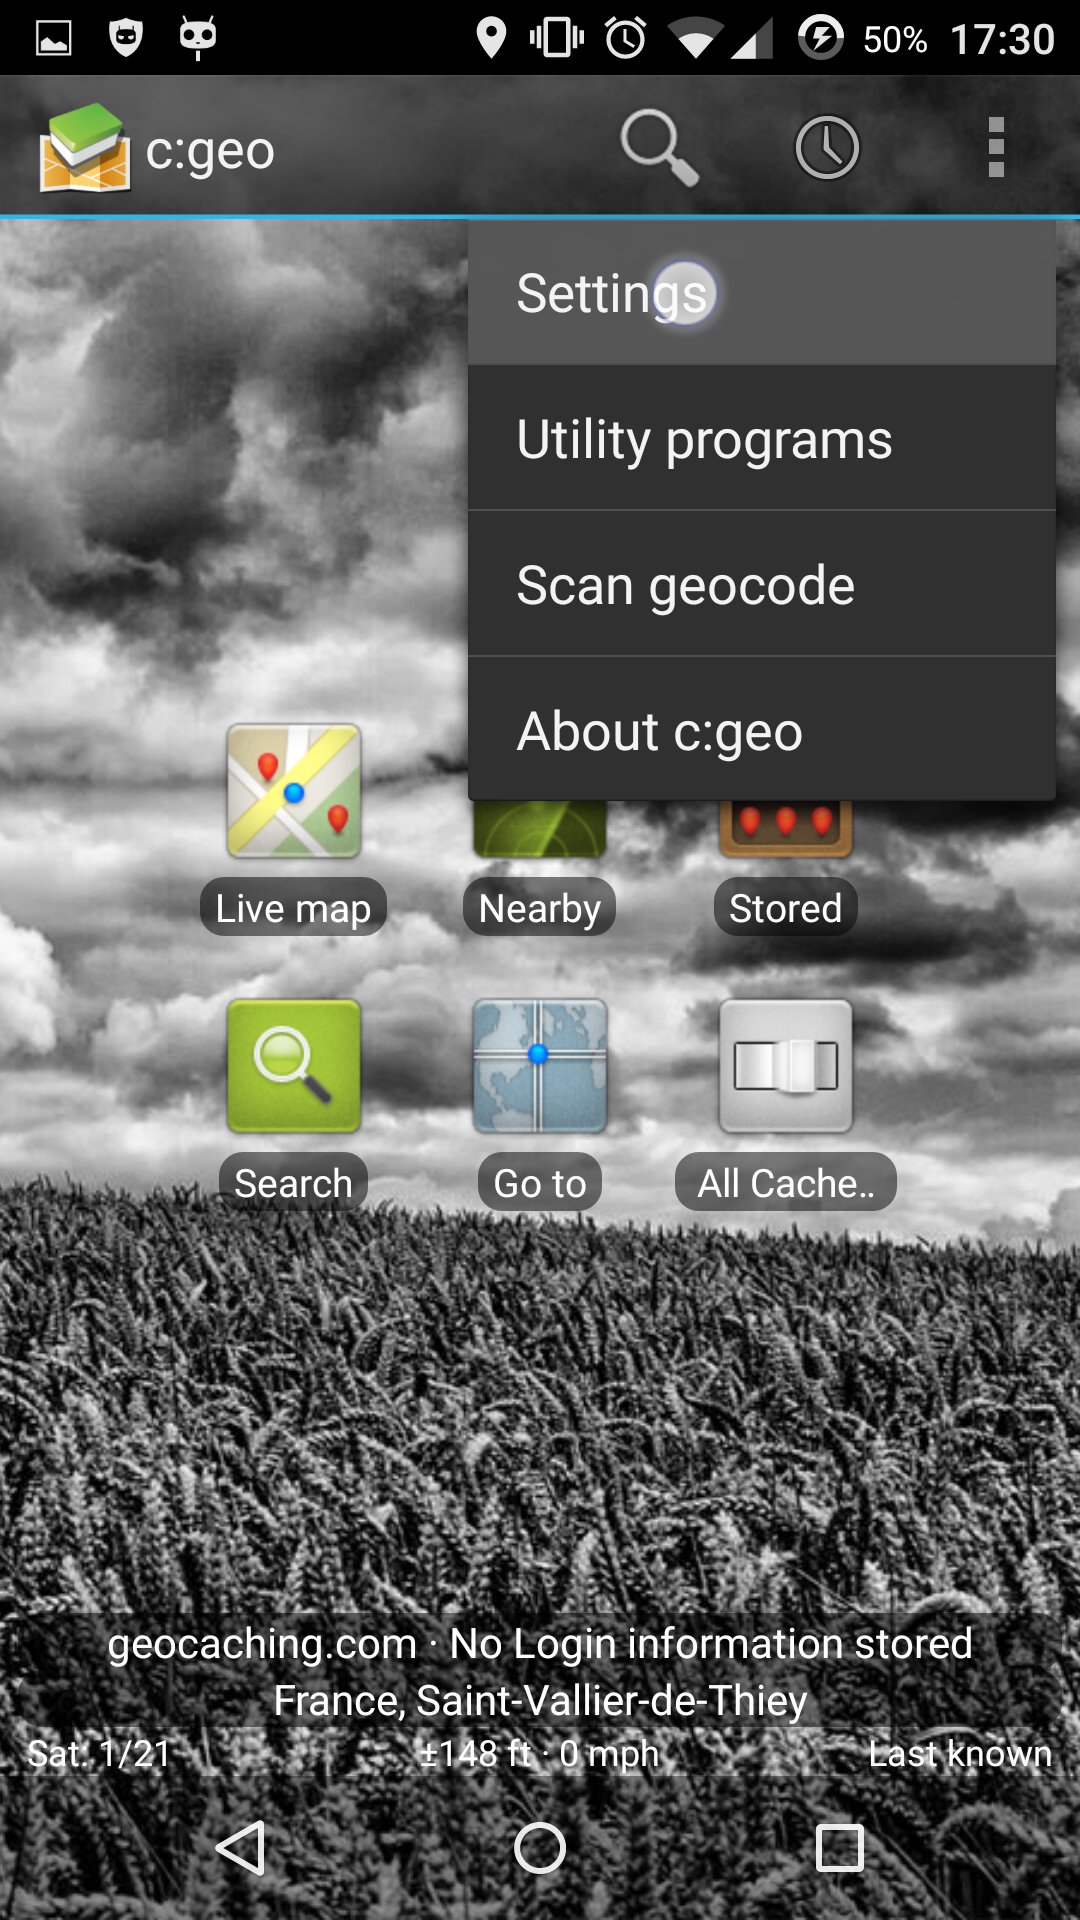 50% 17:30
c:geo
Settings
Utility programs
Scan geocode
About c:geo
Live map Nearby Stored
Search Go to All Cache..
geocaching.com · No Login information stored
France, Saint-Vallier-de-Thiey
Sat: 1/21 ±148 ft · 0 mph Last known